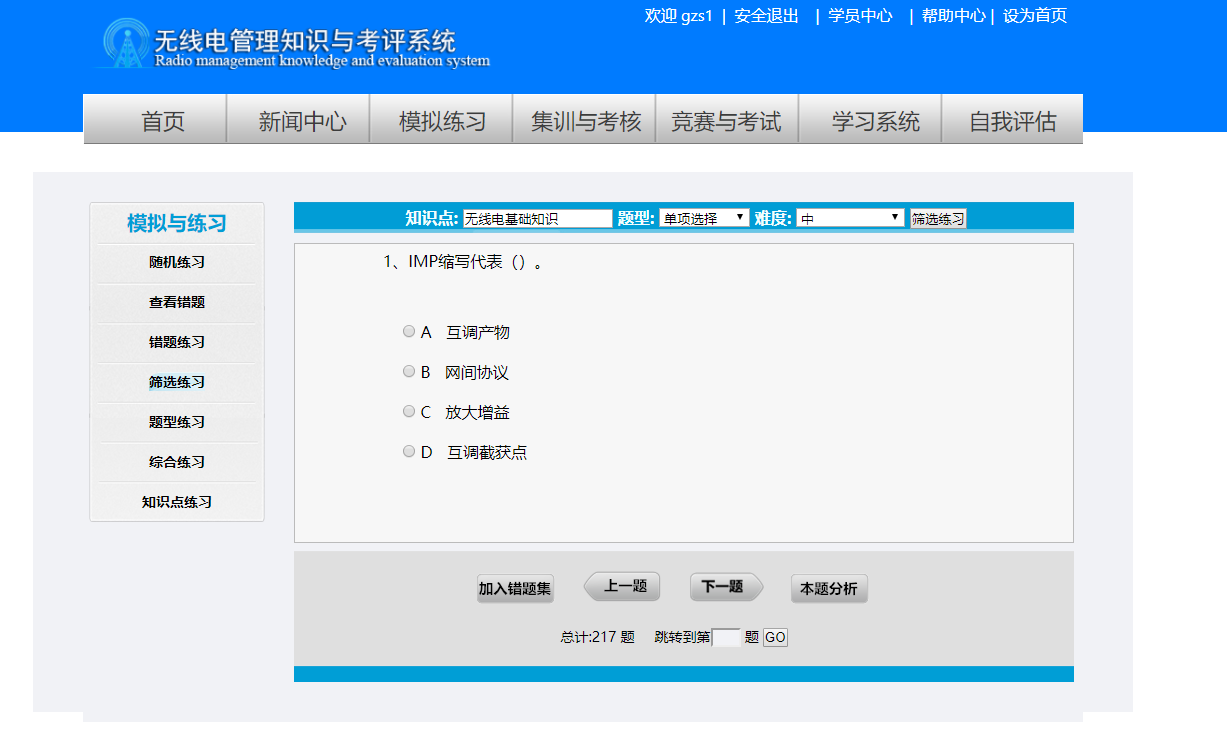 欢迎 gzs1 | 安全退出 | 学员中心 | 帮助中心 | 设为首页
无线电管理知识与考评系统
Radio management knowledge and evaluation system
首页 新闻中心 模拟练习 集训与考核 竞赛与考试 学习系统 自我评估
模拟与练习
随机练习
查看错题
错题练习
筛选练习
题型练习
综合练习
知识点练习
知识点: 无线电基础知识 题型: 单项选择 难度: 中 筛选练习
1、IMP缩写代表（）。
A 互调产物
B 网间协议
C 放大增益
D 互调截获点
加入错题集 上一题 下一题 本题分析
总计:217 题 跳转到第 题 GO